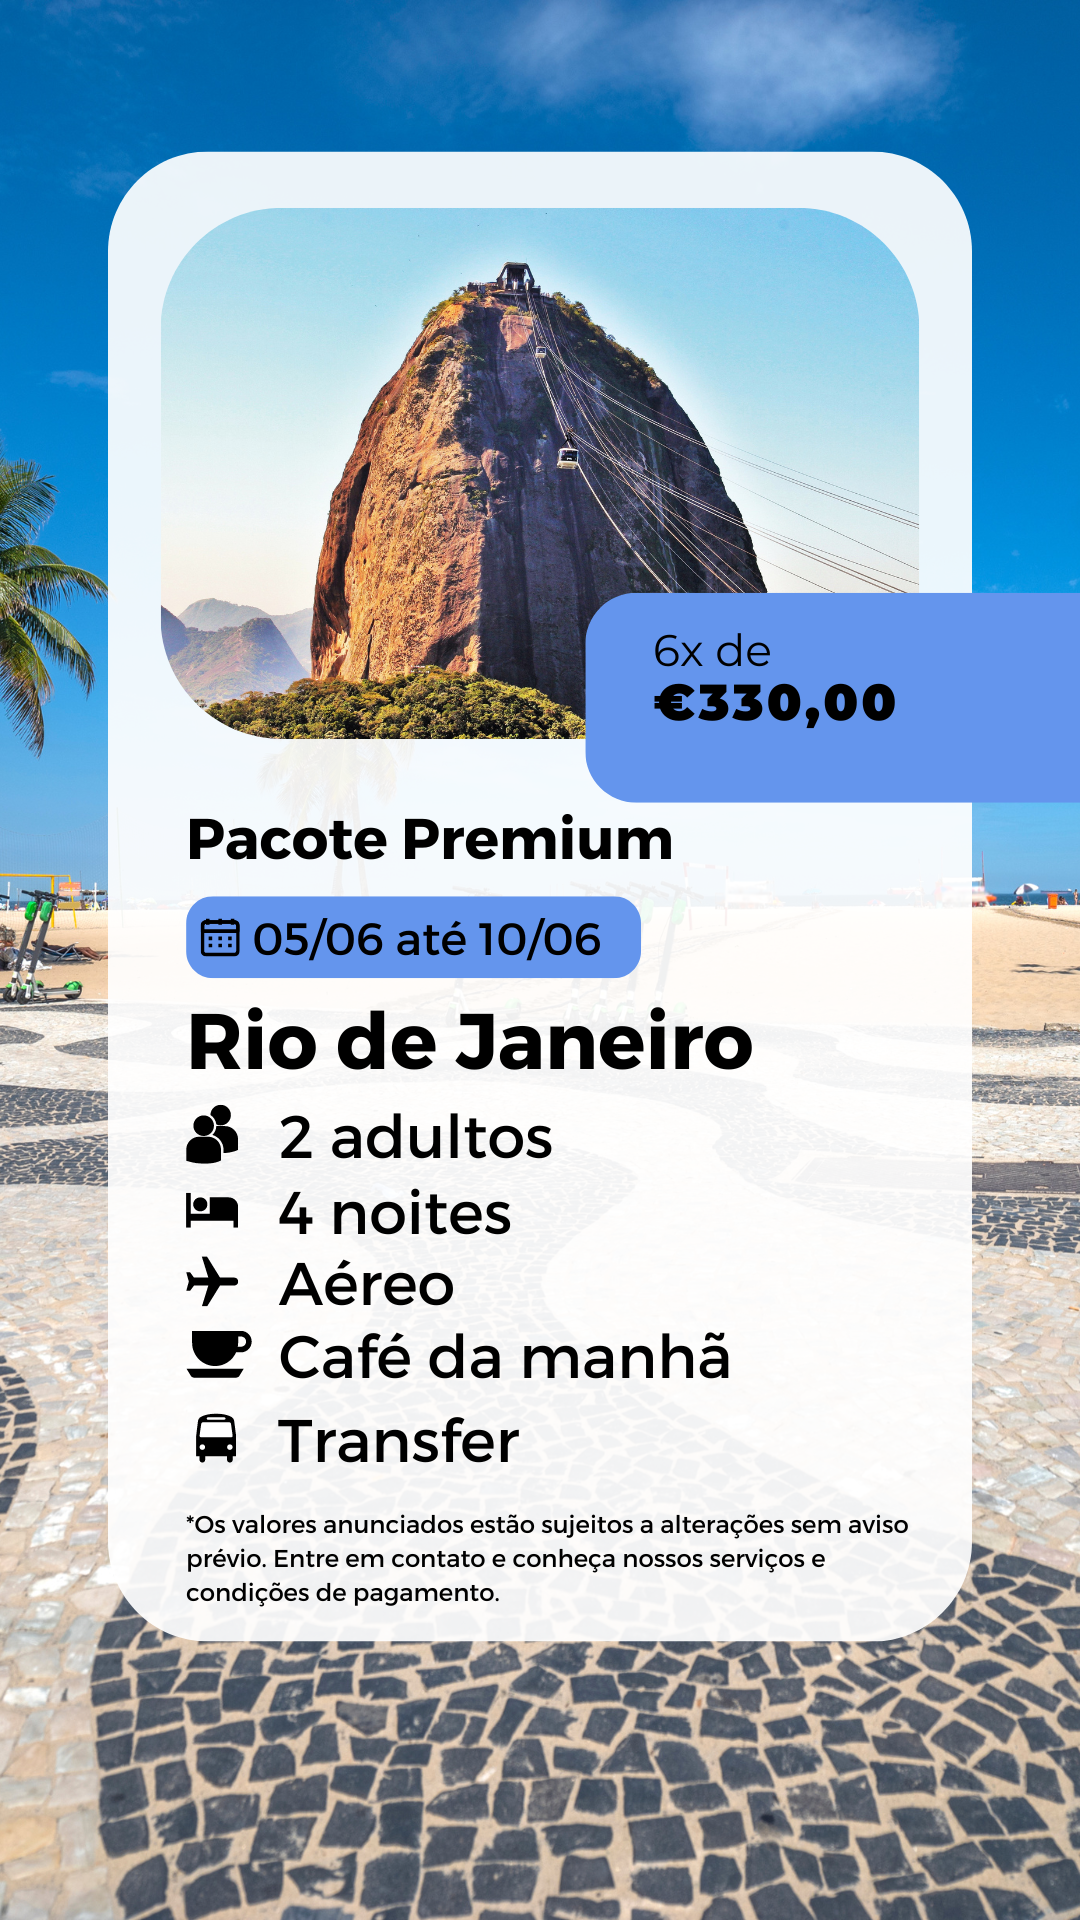 6x de
€330,00
Pacote Premium
05/06 até 10/06
Rio de Janeiro
2 adultos
4 noites
Aéreo
Café da manhã
Transfer
*Os valores anunciados estão sujeitos a alterações sem aviso
prévio. Entre em contato e conheça nossos serviços e
condições de pagamento.